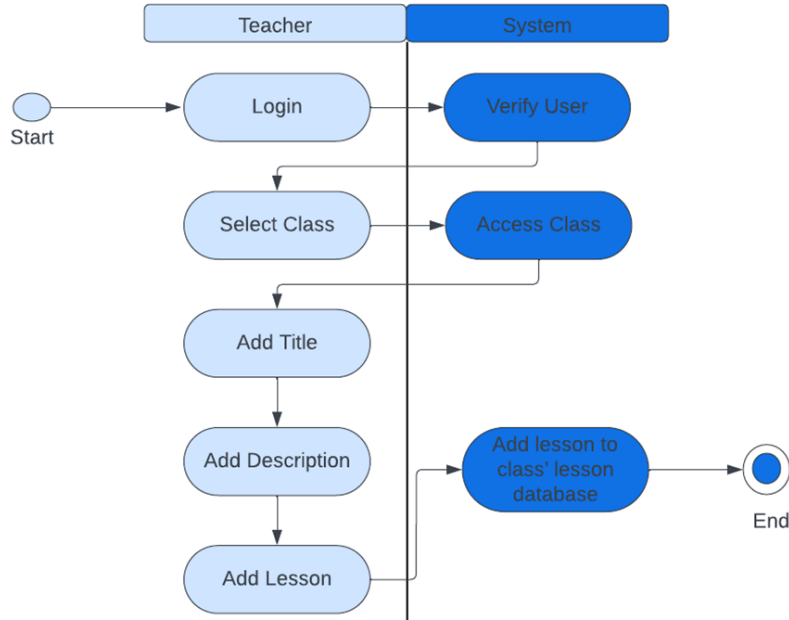 Teacher
System
Start
Login
Verify User
Select Class
Access Class
Add Title
Add Description
Add Lesson
Add lesson to
class' lesson
database
End